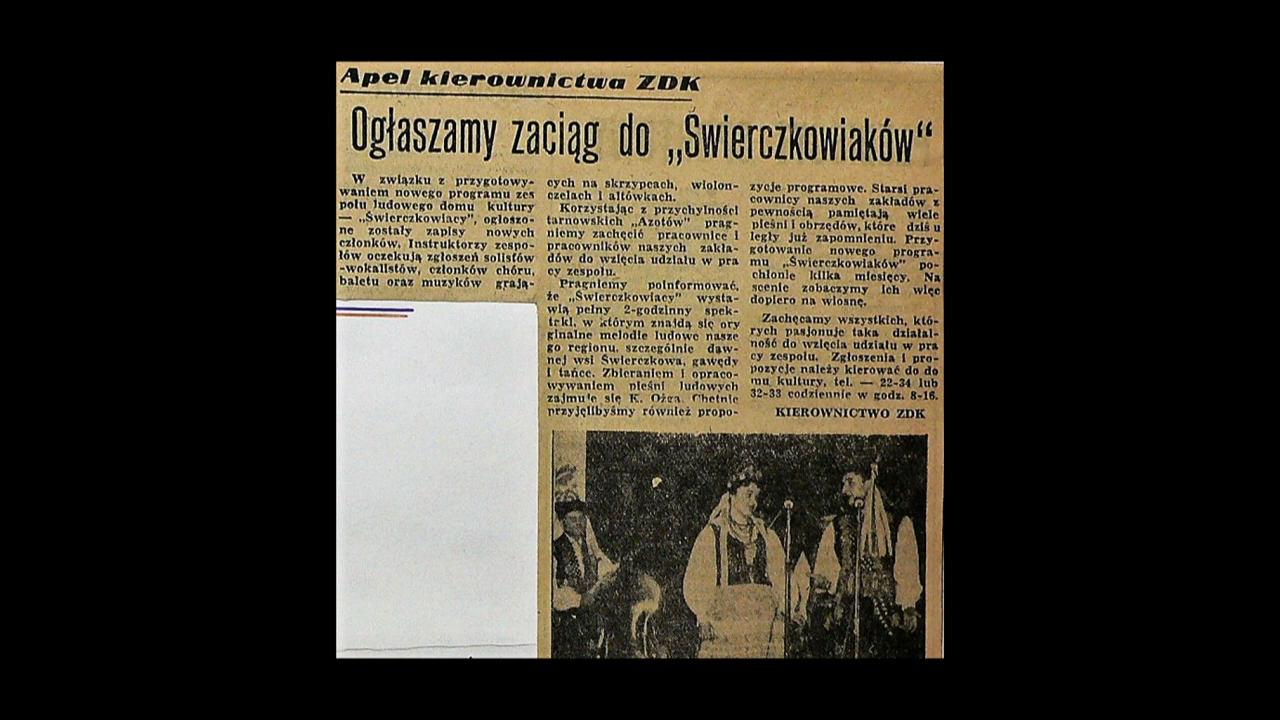 Apel kierownictwa ZDK
Ogłaszamy zaciąg do „Świerczkowiaków“
W związku z przygotowy-
waniem nowego programu zes
połu ludowego domu kultury
— „Świerczkowiacy”, ogłoszo-
ne zostały zapisy nowych
członków. Instruktorzy zespo-
łów oczekują zgłoszeń solistów
-wokalistów, członków chóru,
baletu oraz muzyków grają-
cych na skrzypcach, wiolon-
czelach i altówkach.
Korzystając z przychylności
tarnowskich „Azotów” prag-
niemy zachęcić pracownice i
pracowników naszych zakła-
dów do wzięcia udziału w pra
cy zespołu.
Pragniemy poinformować,
że „Świerczkowiacy” wysta-
wią pełny 2-godzinny spek-
takl, w którym znajdą się ory
ginalne melodie ludowe nasze
go regionu, szczególnie daw-
nej wsi Świerczkowa, gawędy
i tańce. Zbieraniem i opraco-
wywaniem pieśni ludowych
zajmuje się K. Ożga. Chętnie
przyjęlibyśmy również propo-
zycje programowe. Starsi pra-
cownicy naszych zakładów z
pewnością pamiętają wiele
pieśni i obrzędów, które dziś u
legły już zapomnieniu. Przy-
gotowanie nowego progra-
mu „Świerczkowiaków” po-
chłonie kilka miesięcy. Na
scenie zobaczymy ich więc
dopiero na wiosnę.
Zachęcamy wszystkich, któ-
rych pasjonuje taka działal-
ność do wzięcia udziału w pra
cy zespołu. Zgłoszenia i pro-
pozycje należy kierować do do
mu kultury, tel. — 22-34 lub
32-33 codziennie w godz. 8-16.
KIEROWNICTWO ZDK